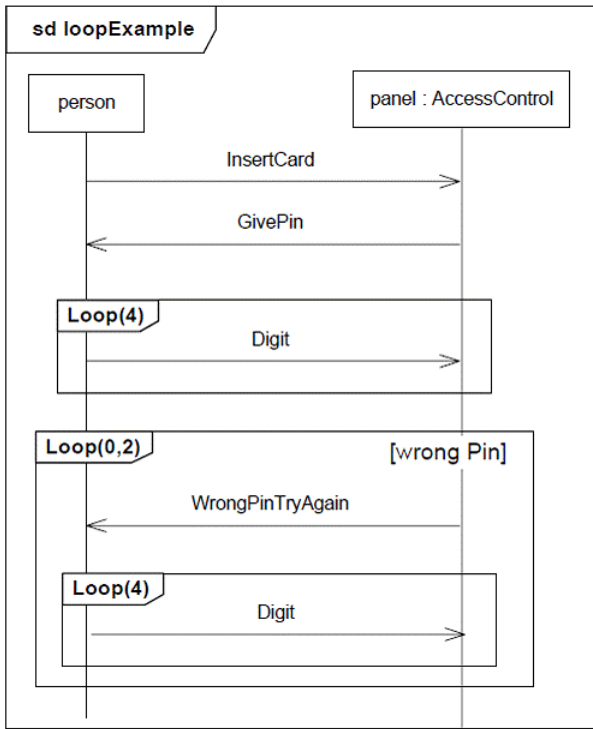 sd loopExample
person
panel : AccessControl
InsertCard
GivePin
Loop(4)
Digit
Loop(0,2)
[wrong Pin]
WrongPinTryAgain
Loop(4)
Digit